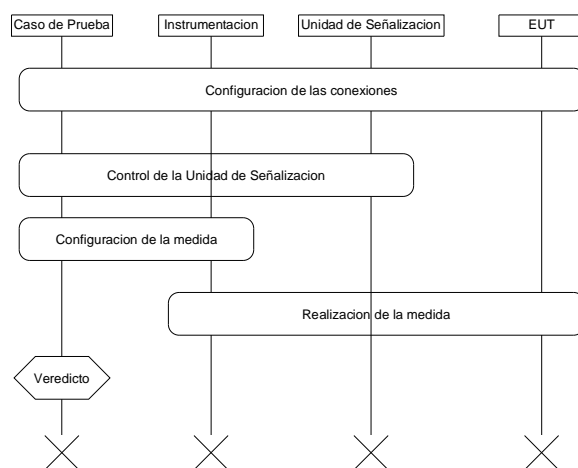 Caso de Prueba
Instrumentacion
Unidad de Señalizacion
EUT
Configuracion de las conexiones
Control de la Unidad de Señalizacion
Configuracion de la medida
Realizacion de la medida
Veredicto